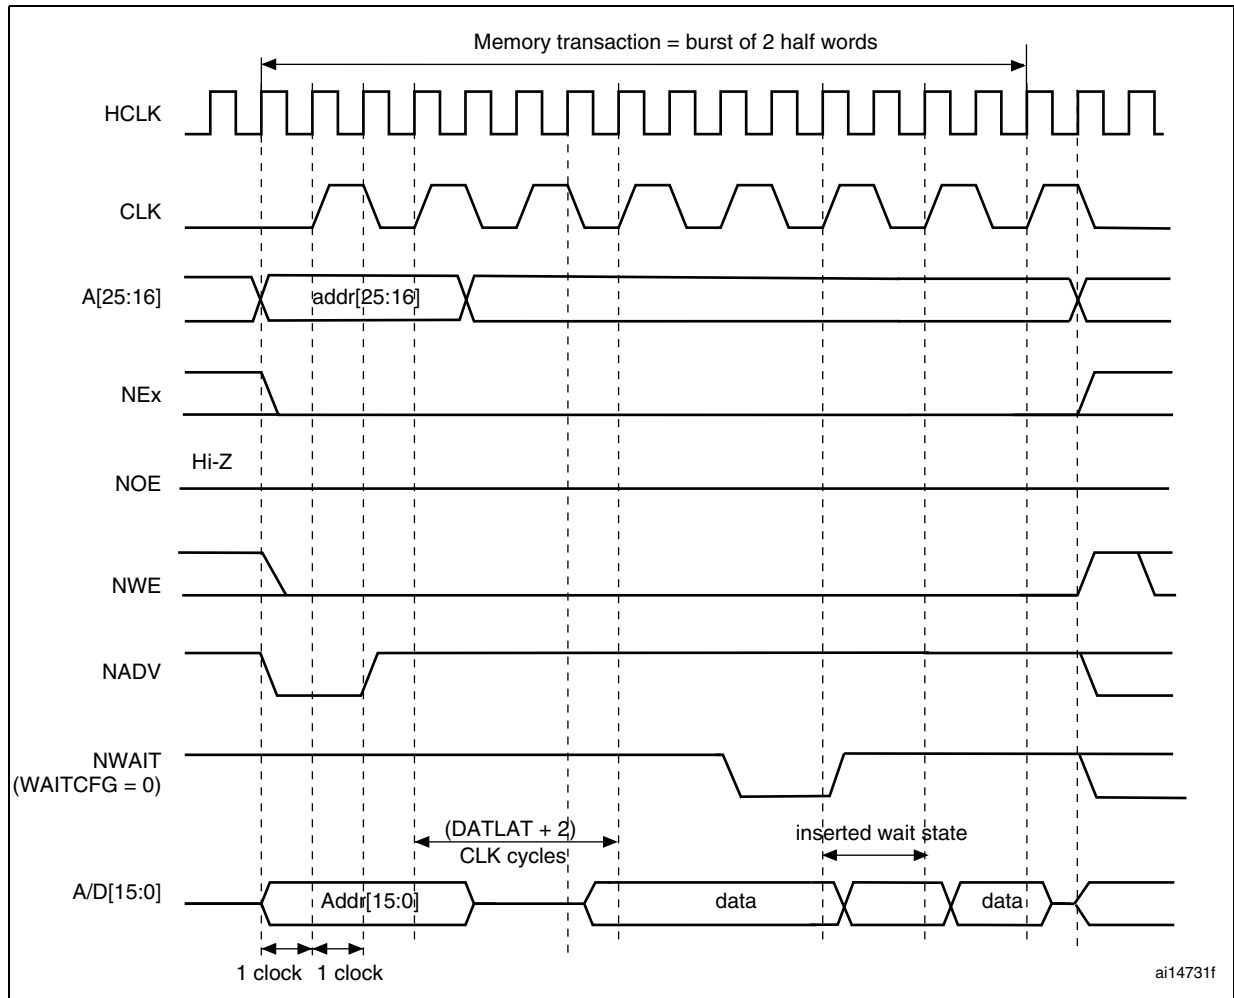 Memory transaction = burst of 2 half words
HCLK
CLK
A[25:16]
addr[25:16]
NEx
Hi-Z
NOE
NWE
NADV
NWAIT
(WAITCFG = 0)
(DATLAT + 2)
CLK cycles
inserted wait state
A/D[15:0]
Addr[15:0]
data
data
1 clock
1 clock
ai14731f